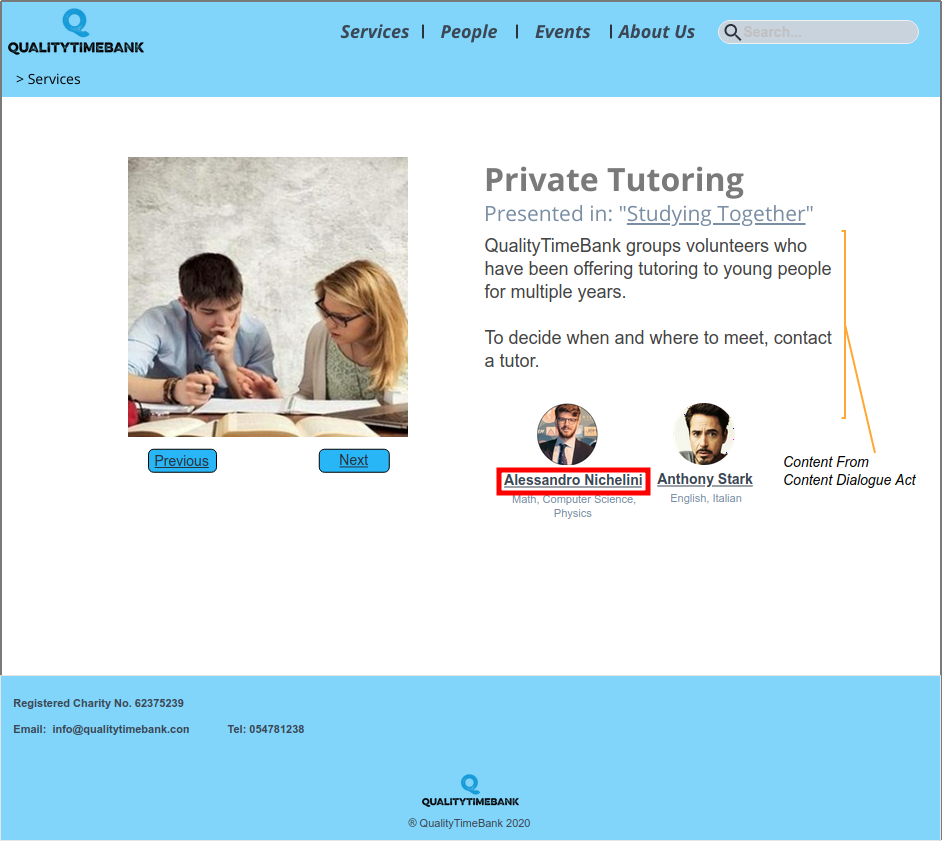 QUALITYTIMEBANK
Services | People | Events | About Us
Search...
> Services
Private Tutoring
Presented in: "Studying Together"
QualityTimeBank groups volunteers who
have been offering tutoring to young people
for multiple years.
To decide when and where to meet, contact
a tutor.
Previous
Next
Alessandro Nichelini
Math, Computer Science,
Physics
Anthony Stark
English, Italian
Content From
Content Dialogue Act
Registered Charity No. 62375239
Email: info@qualitytimebank.con
Tel: 054781238
QUALITYTIMEBANK
® QualityTimeBank 2020